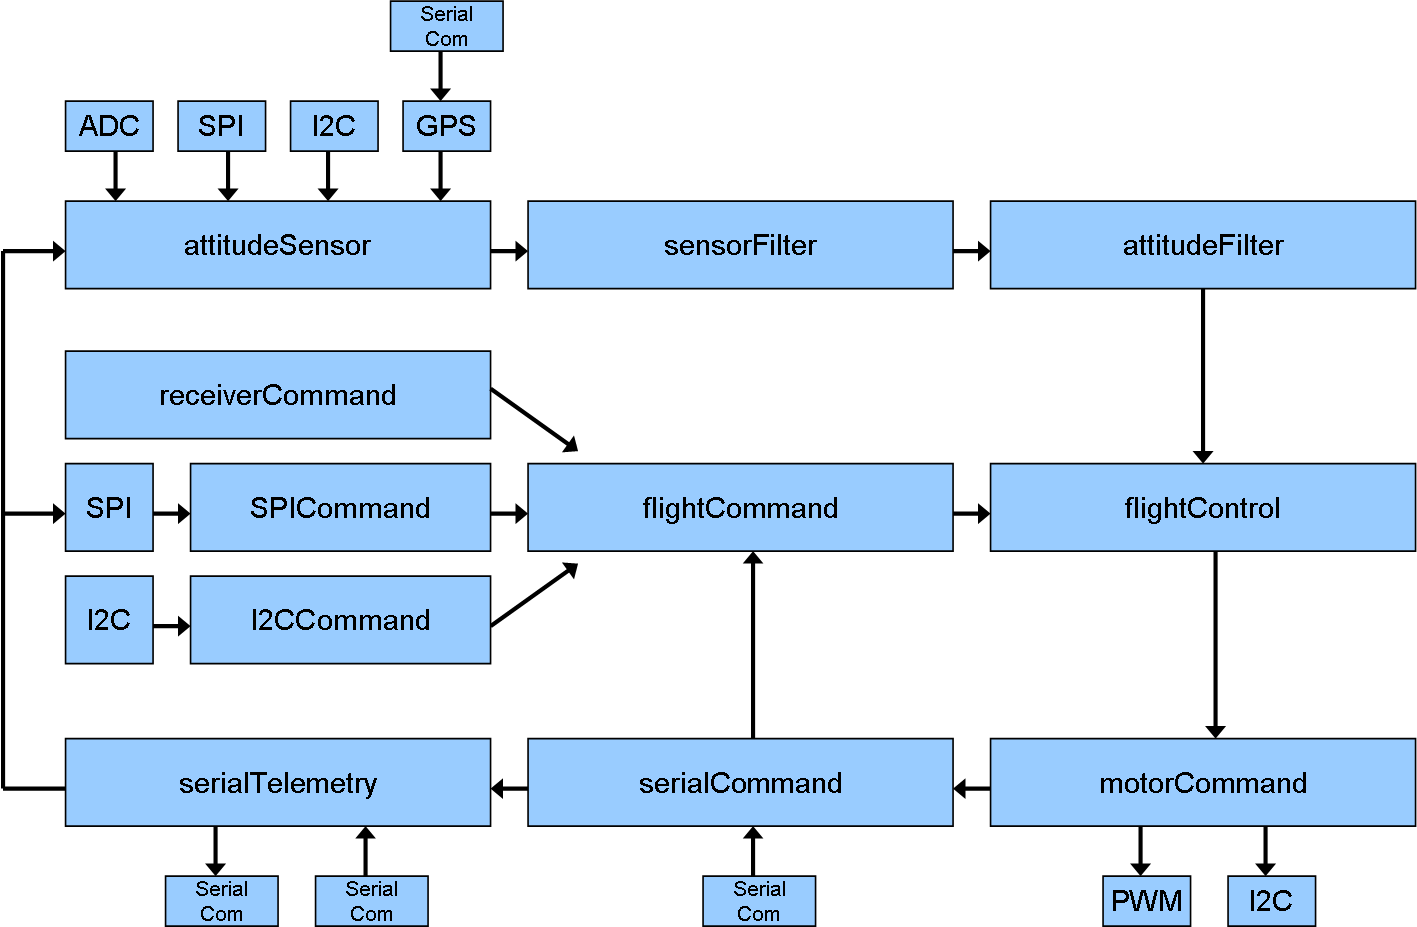 Serial
Com
ADC
SPI
I2C
GPS
attitudeSensor
sensorFilter
attitudeFilter
receiverCommand
SPI
SPICommand
flightCommand
flightControl
I2C
I2CCommand
serialTelemetry
serialCommand
motorCommand
Serial
Com
Serial
Com
Serial
Com
PWM
I2C